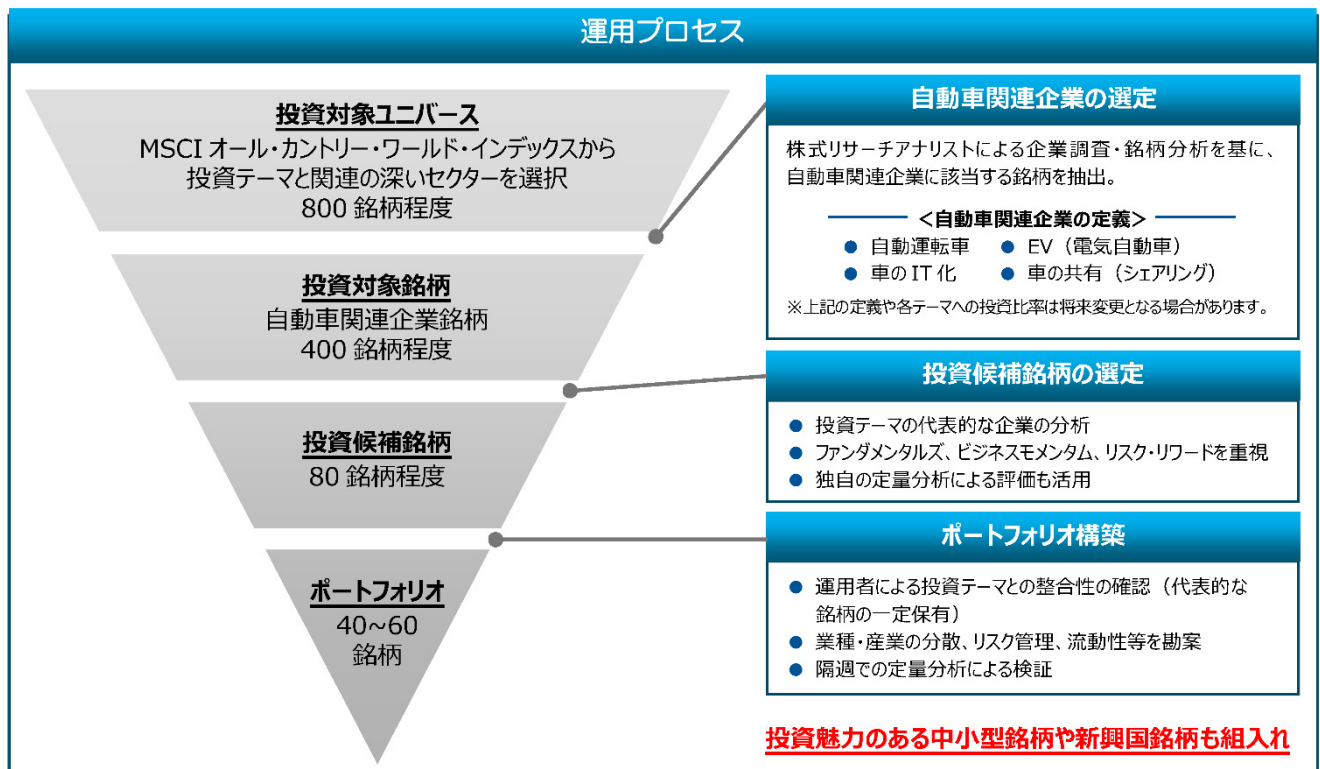 運用プロセス
投資対象ユニバース
MSCI オール・カントリー・ワールド・インデックスから
投資テーマと関連の深いセクターを選択
800 銘柄程度
投資対象銘柄
自動車関連企業銘柄
400 銘柄程度
投資候補銘柄
80 銘柄程度
ポートフォリオ
40~60
銘柄
自動車関連企業の選定
株式リサーチアナリストによる企業調査・銘柄分析を基に、
自動車関連企業に該当する銘柄を抽出。
<自動車関連企業の定義>
● 自動運転車 ● EV（電気自動車）
● 車の IT 化 ● 車の共有（シェアリング）
※上記の定義や各テーマへの投資比率は将来変更となる場合があります。
投資候補銘柄の選定
● 投資テーマの代表的な企業の分析
● ファンダメンタルズ、ビジネスモメンタム、リスク・リワードを重視
● 独自の定量分析による評価も活用
ポートフォリオ構築
● 運用者による投資テーマとの整合性の確認（代表的な
銘柄の一定保有）
● 業種・産業の分散、リスク管理、流動性等を勘案
● 隔週での定量分析による検証
投資魅力のある中小型銘柄や新興国銘柄も組入れ